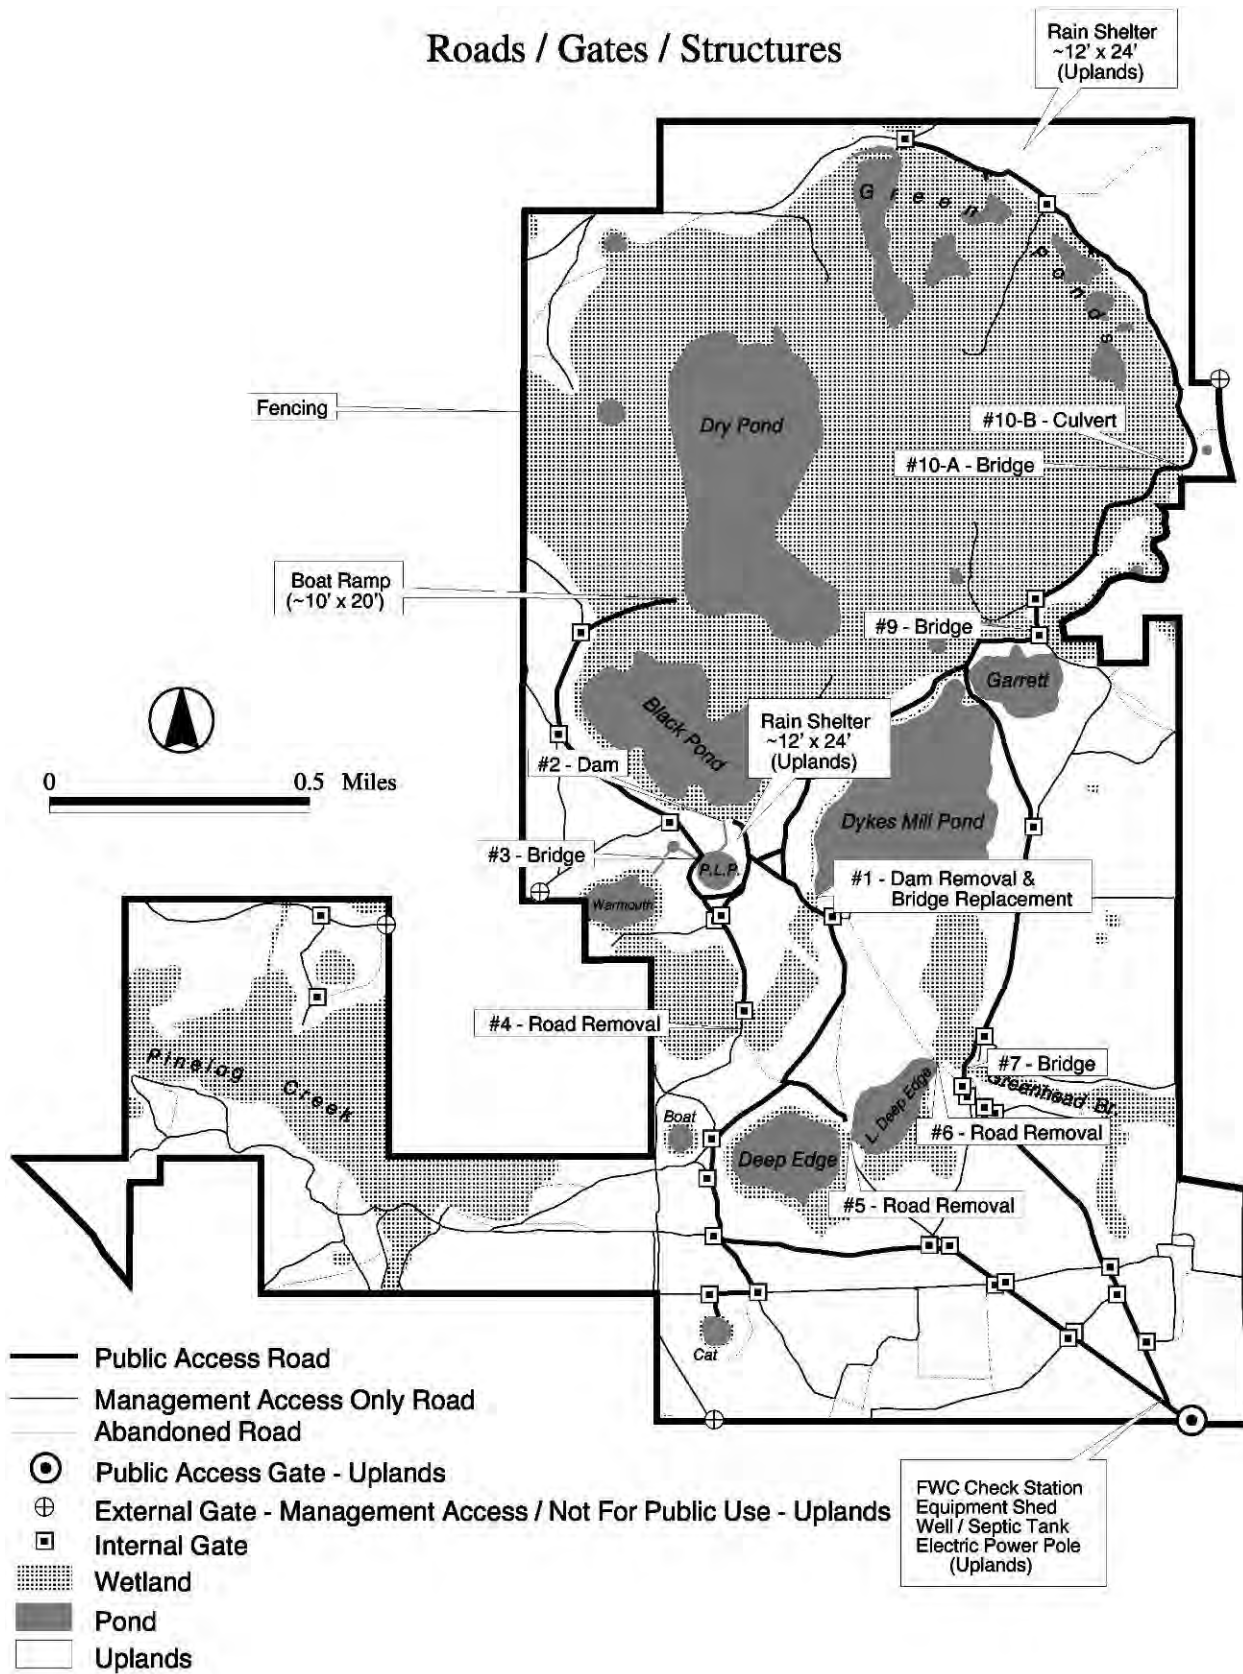 Roads / Gates / Structures
Rain Shelter
~12' x 24'
(Uplands)
Green
Ponds
Fencing
Dry Pond
#10-B - Culvert
#10-A - Bridge
Boat Ramp
(~10' x 20')
#9 - Bridge
Garrett
Black Pond
Rain Shelter
~12' x 24'
(Uplands)
0 0.5 Miles
#2 - Dam
Dykes Mill Pond
#3 - Bridge
P.L.P.
#1 - Dam Removal &
Bridge Replacement
Warmouth
#4 - Road Removal
Pinelog
Creek
#7 - Bridge
Greenhead Br.
Boat
L. Deep Edge
#6 - Road Removal
Deep Edge
#5 - Road Removal
Cat
Public Access Road
Management Access Only Road
Abandoned Road
Public Access Gate - Uplands
External Gate - Management Access / Not For Public Use - Uplands
Internal Gate
Wetland
Pond
Uplands
FWC Check Station
Equipment Shed
Well / Septic Tank
Electric Power Pole
(Uplands)